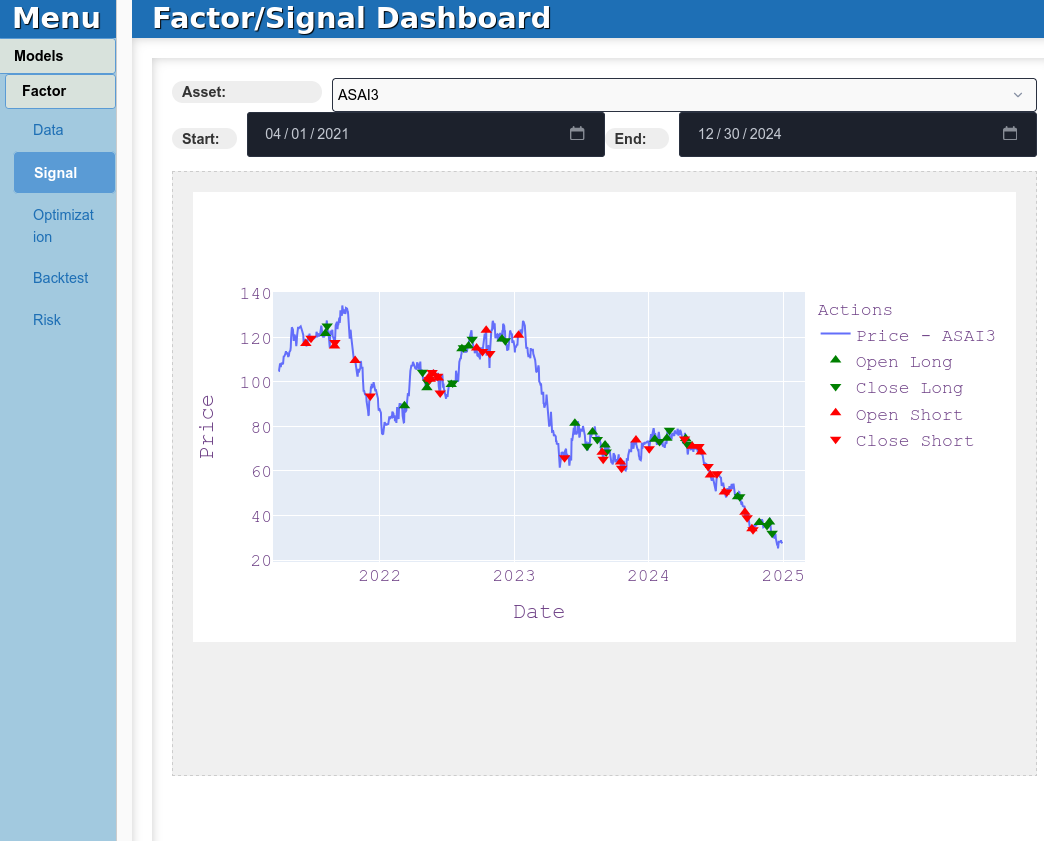 Menu
Factor/Signal Dashboard
Models
Factor
Data
Signal
Optimizat
ion
Backtest
Risk
Asset:
ASAI3
Start:
04/01/2021
End:
12/30/2024
140
120
100
80
60
40
20
Price
2022
2023
2024
2025
Date
Actions
Price - ASAI3
Open Long
Close Long
Open Short
Close Short